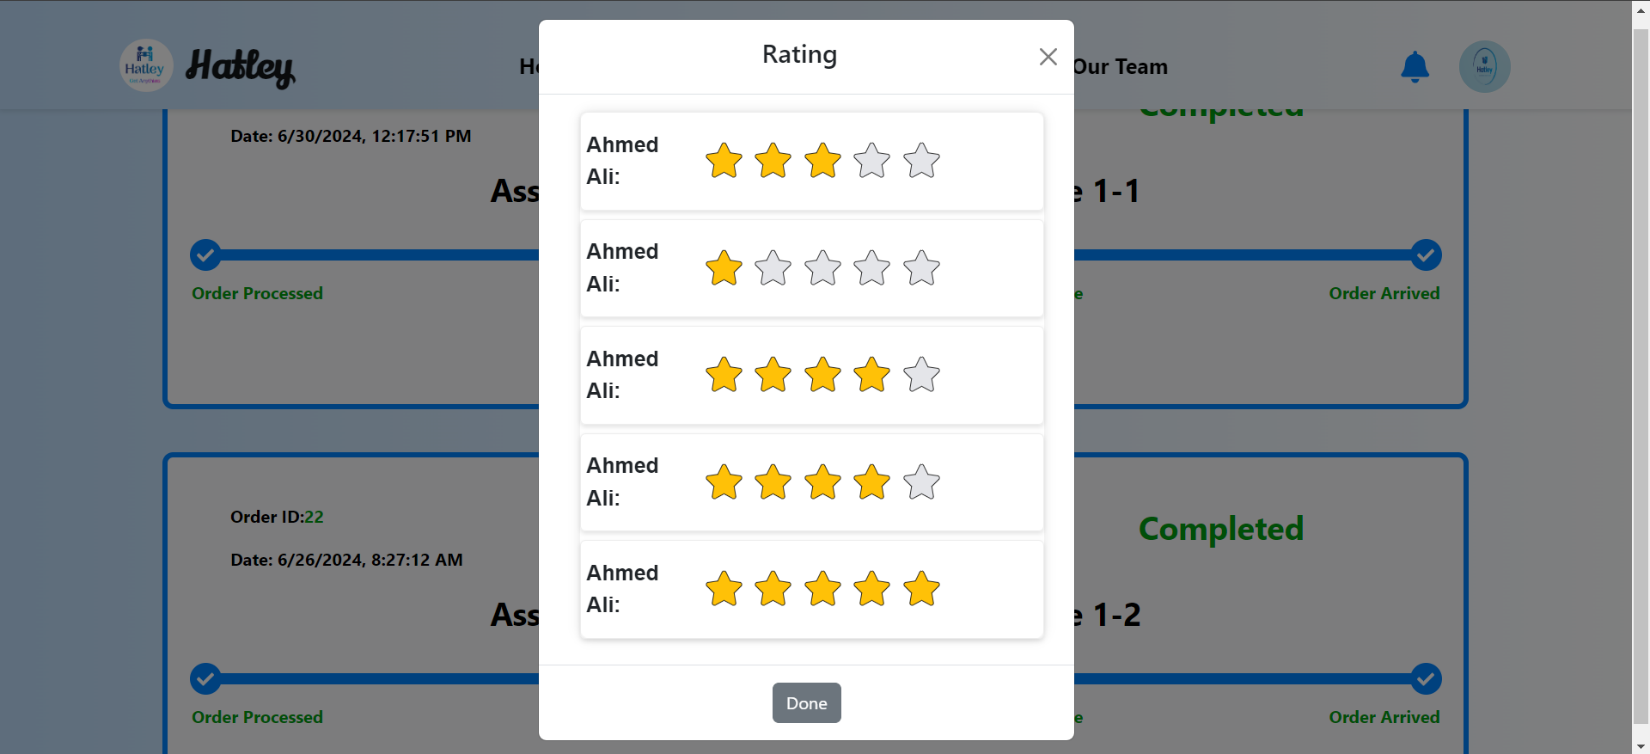 Hatley
Hatley
Our Team
Hatley
Rating
Completed
Date: 6/30/2024, 12:17:51 PM
1-1
Order Processed
Order Arrived
Ahmed
Ali:
Ahmed
Ali:
Ahmed
Ali:
Ahmed
Ali:
Ahmed
Ali:
Done
Order ID:22
Completed
Date: 6/26/2024, 8:27:12 AM
1-2
Order Processed
Order Arrived